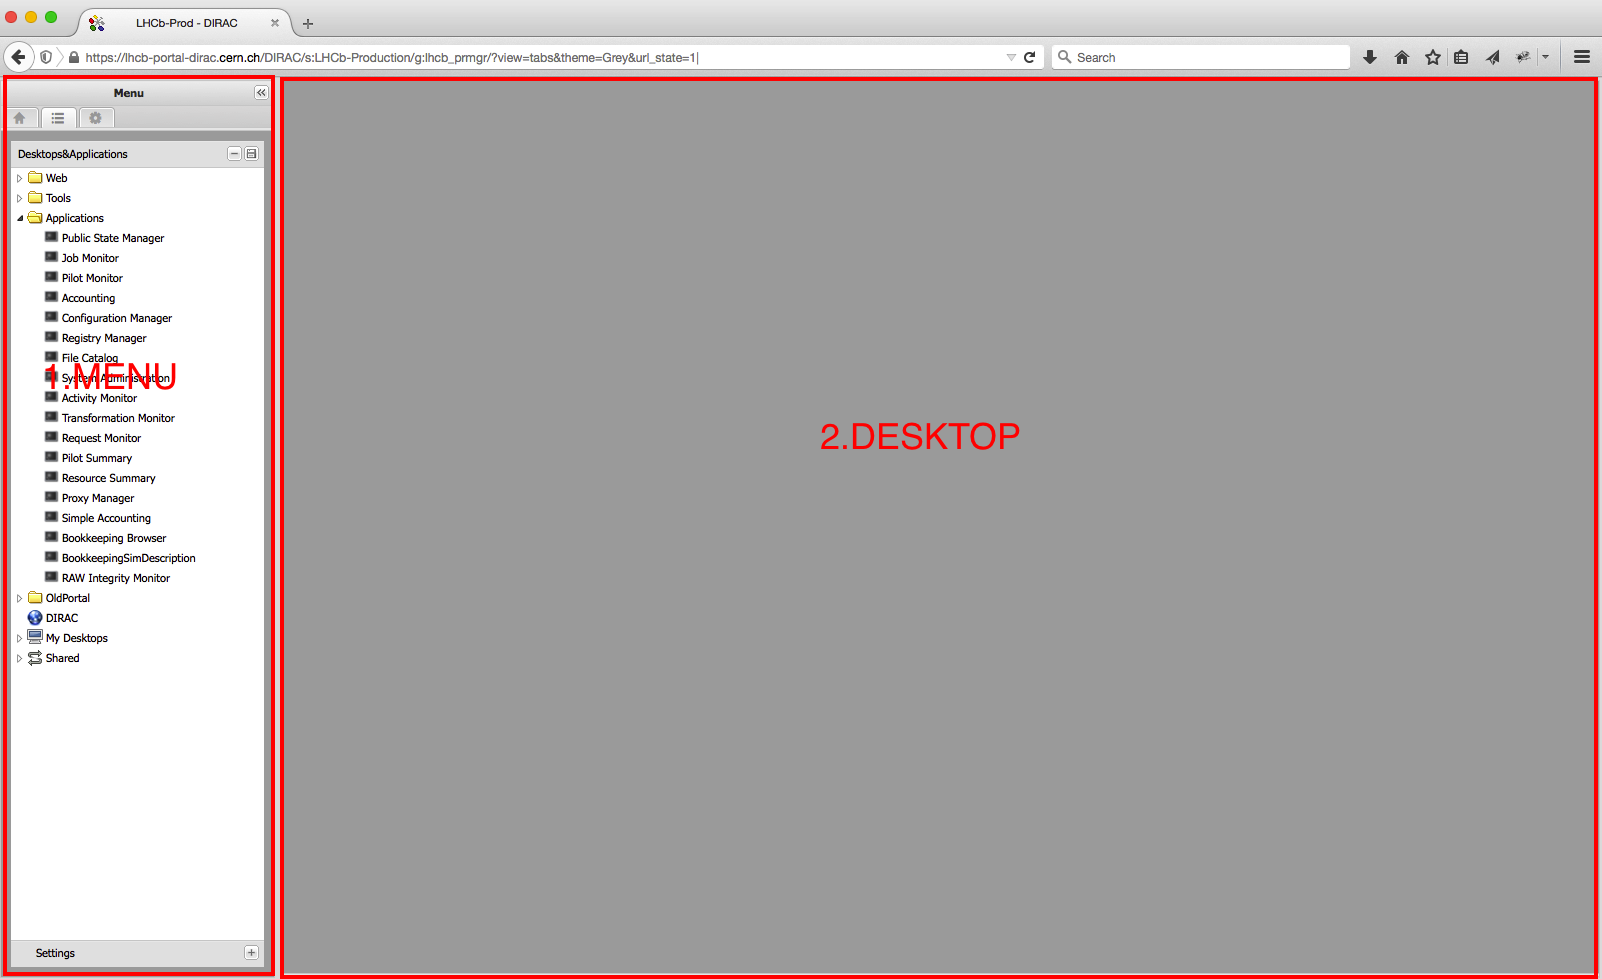 LHCb-Prod - DIRAC
https://lhcb-portal-dirac.cern.ch/DIRAC/s:LHCb-Production/g:lhcb_prmgr/?view=tabs&theme=Grey&url_state=1
Search
Menu
Desktops&Applications
Web
Tools
Applications
Public State Manager
Job Monitor
Pilot Monitor
Accounting
Configuration Manager
Registry Manager
File Catalog
1.MENU
System Administration
Activity Monitor
Transformation Monitor
Request Monitor
Pilot Summary
Resource Summary
Proxy Manager
Simple Accounting
Bookkeeping Browser
BookkeepingSimDescription
RAW Integrity Monitor
OldPortal
DIRAC
My Desktops
Shared
Settings
2.DESKTOP